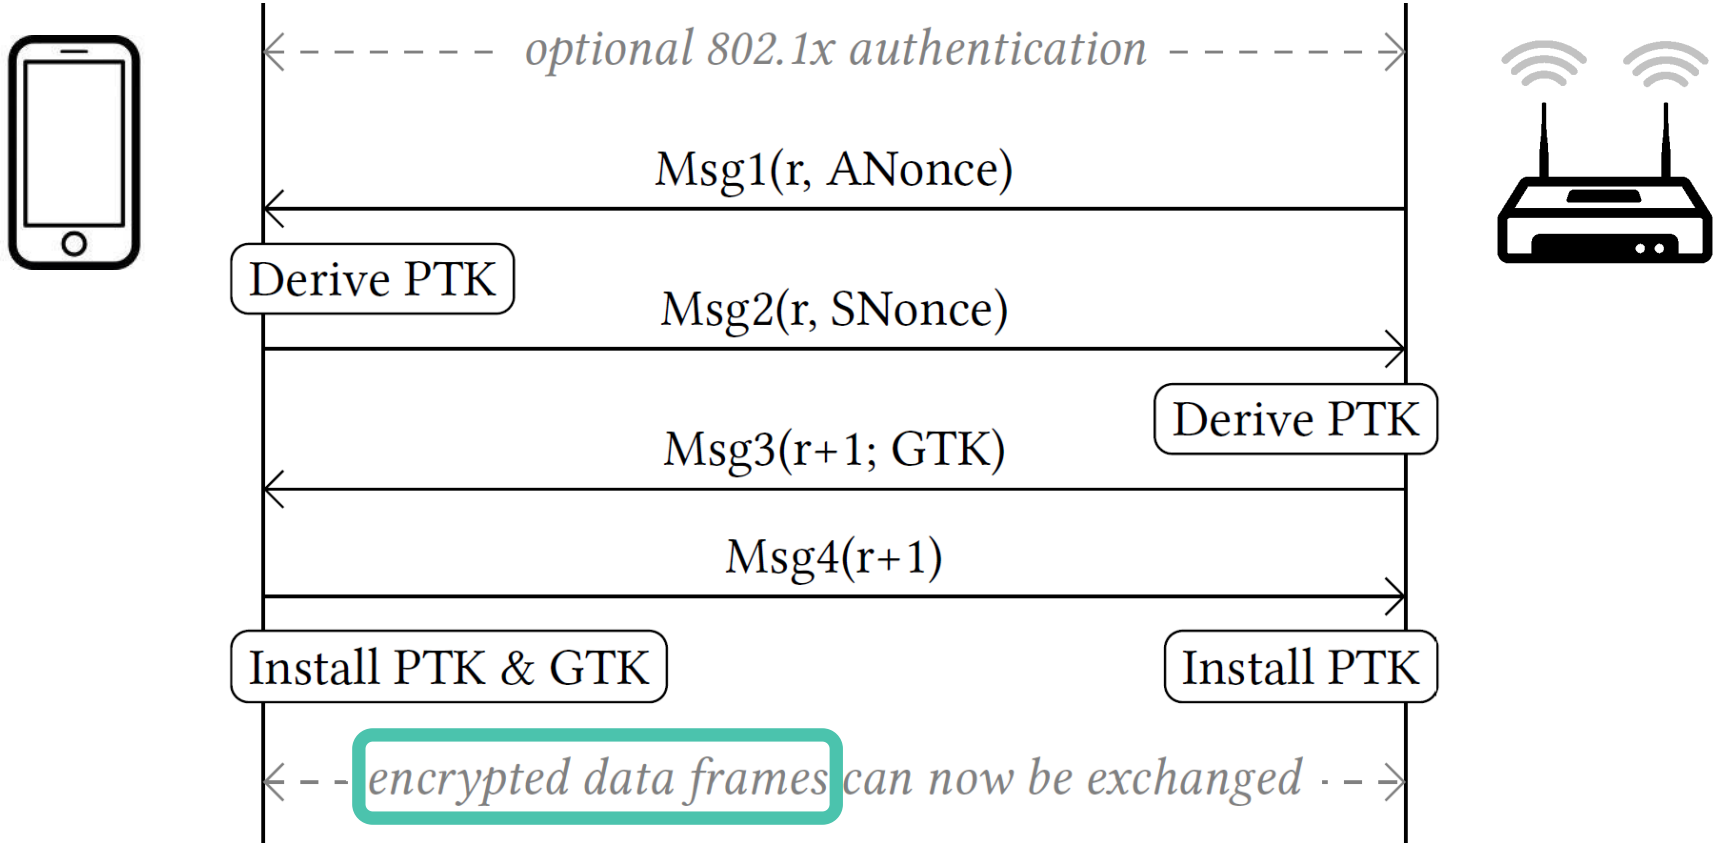 optional 802.1x authentication
Msg1(r, ANonce)
Derive PTK
Msg2(r, SNonce)
Derive PTK
Msg3(r+1; GTK)
Msg4(r+1)
Install PTK & GTK
Install PTK
encrypted data frames can now be exchanged